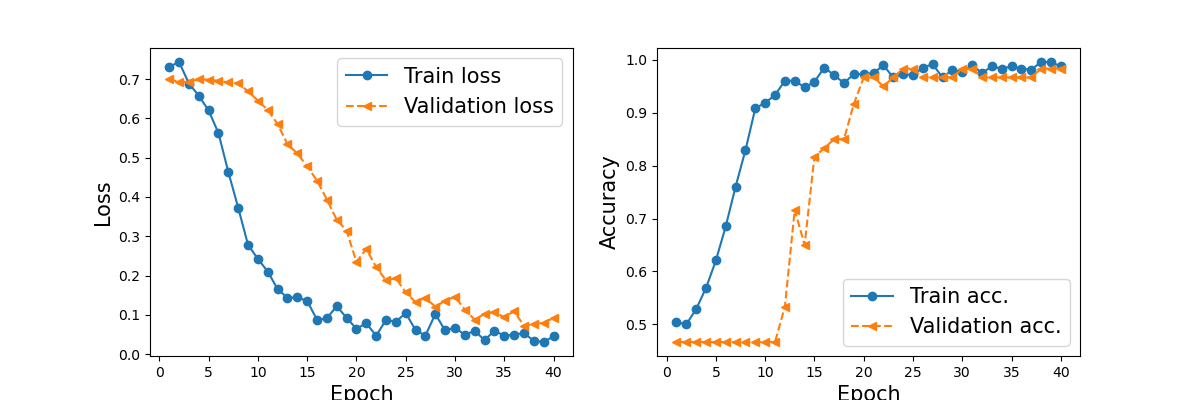 Train loss
Validation loss
Loss
0.7
0.6
0.5
0.4
0.3
0.2
0.1
0.0
0 5 10 15 20 25 30 35 40
Epoch
Train acc.
Validation acc.
Accuracy
1.0
0.9
0.8
0.7
0.6
0.5
0 5 10 15 20 25 30 35 40
Epoch